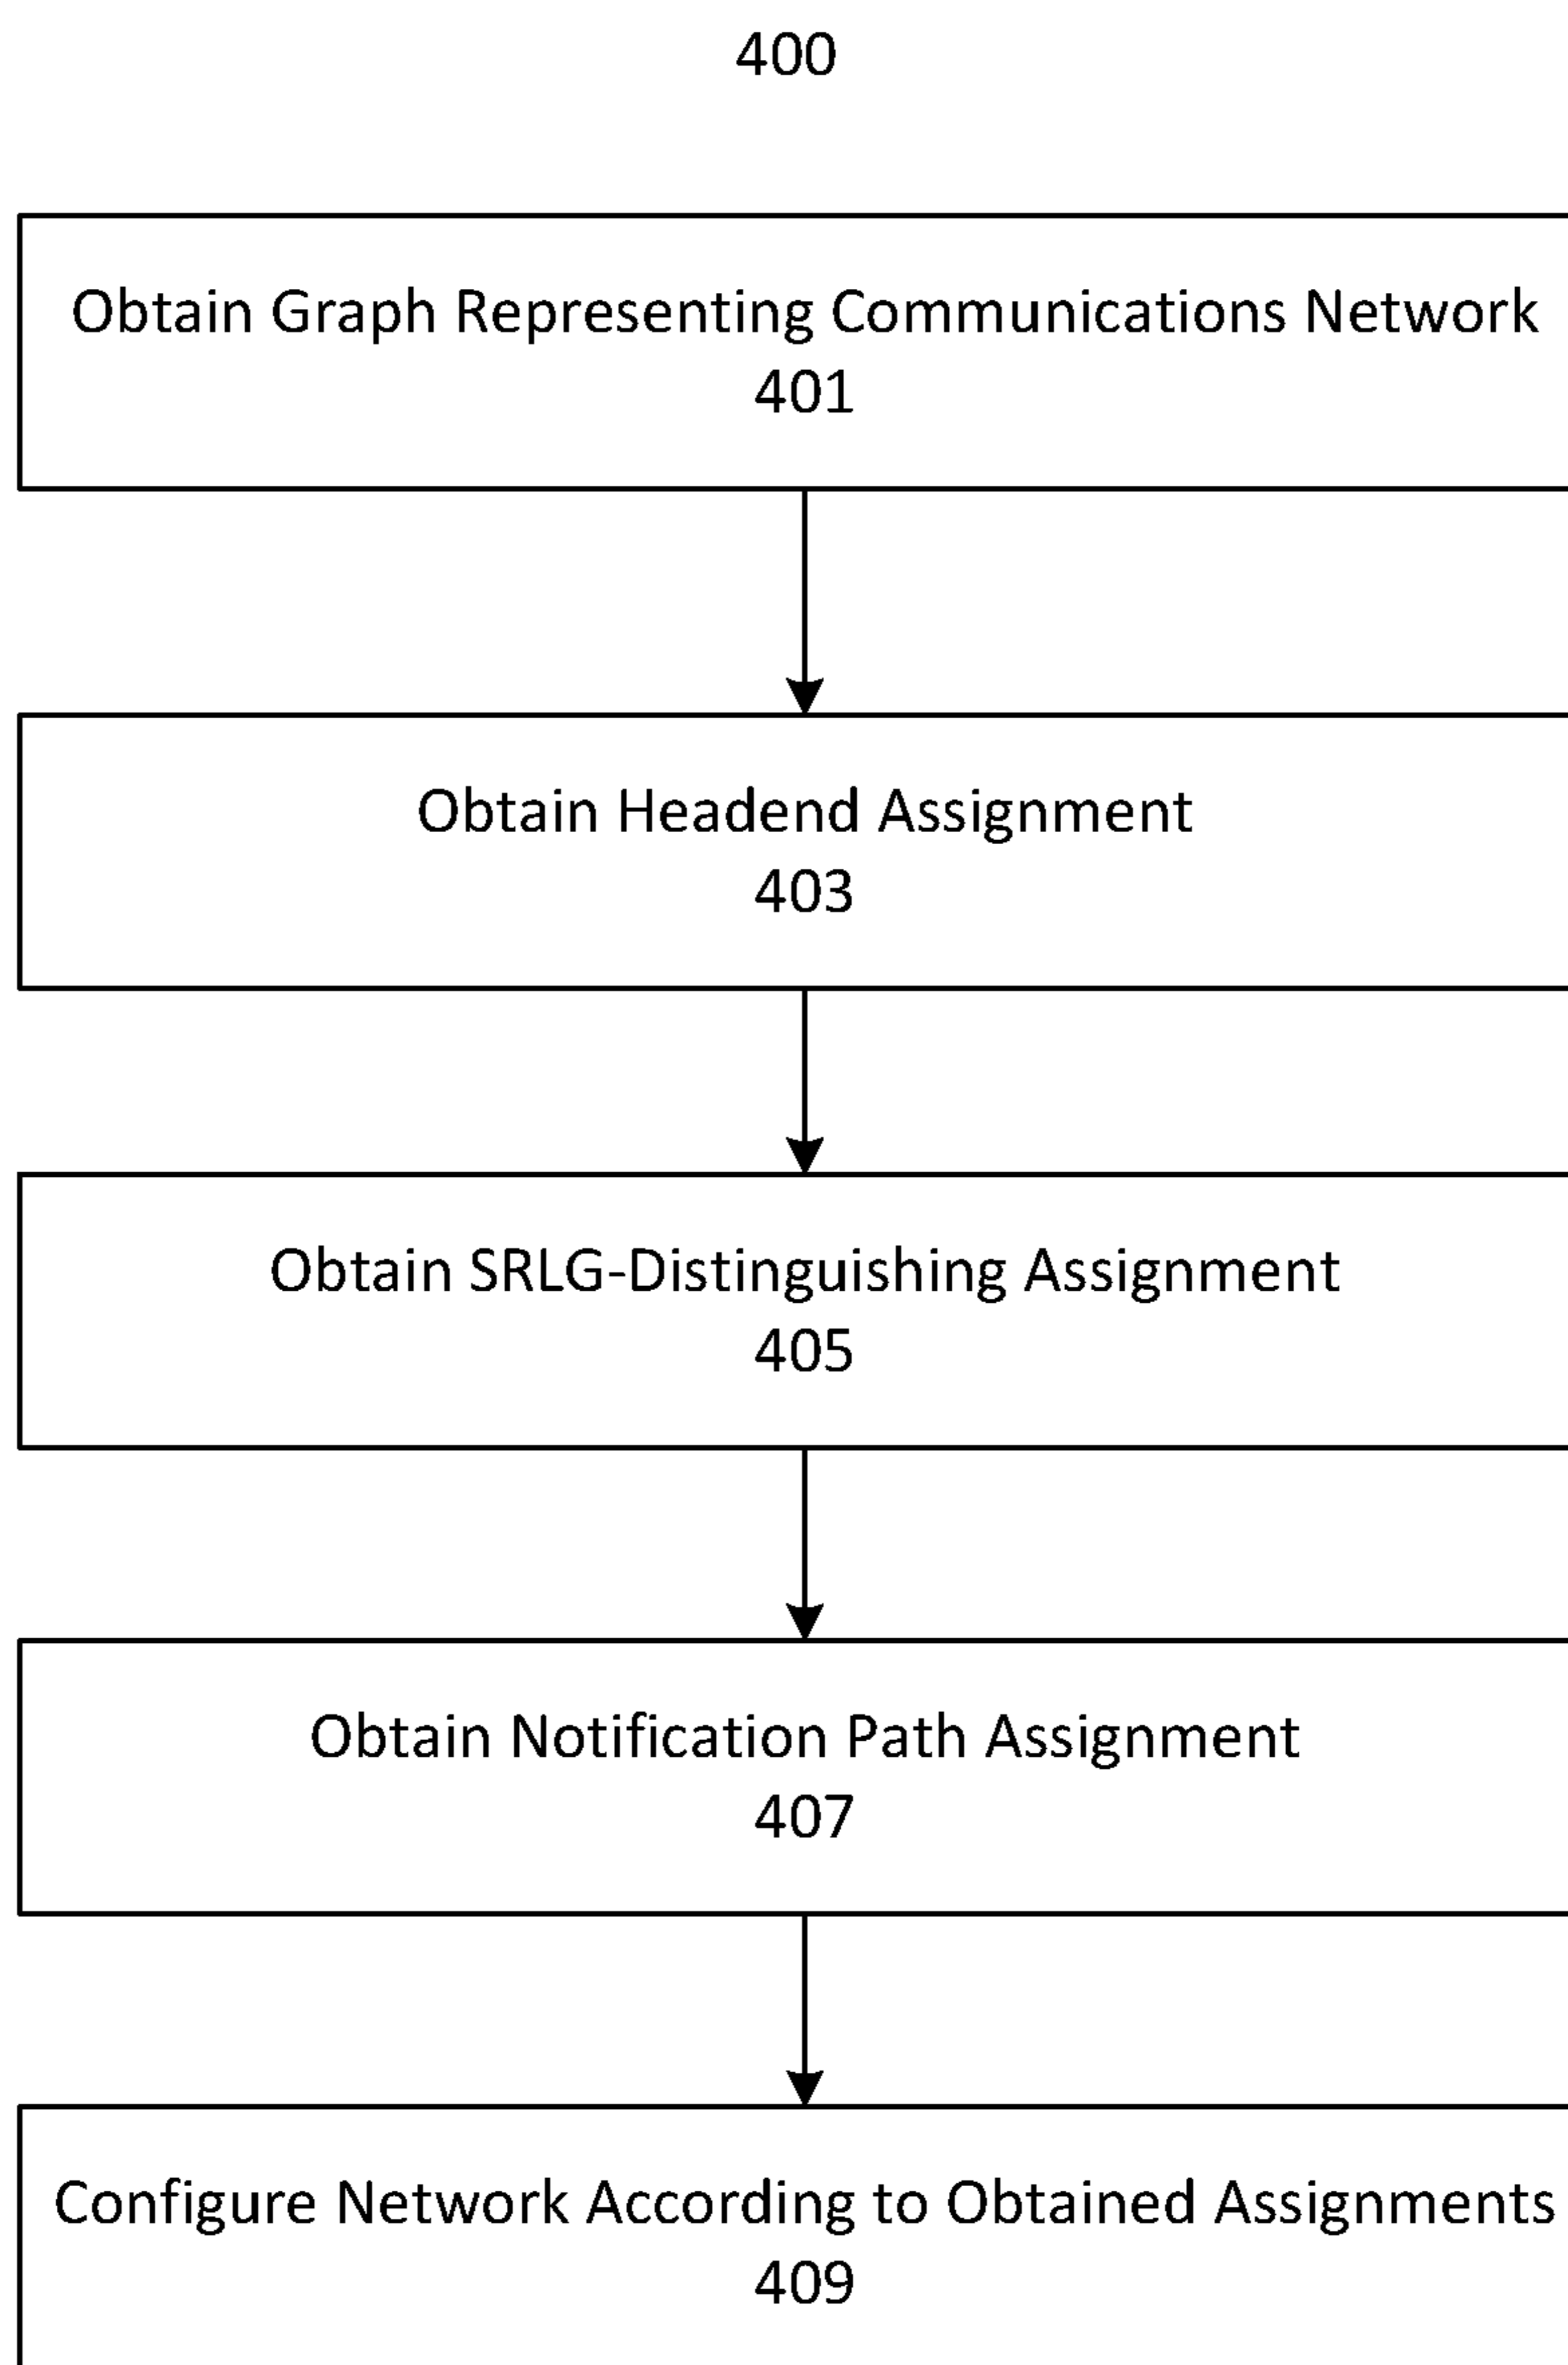 400
Obtain Graph Representing Communications Network
401
Obtain Headend Assignment
403
Obtain SRLG-Distinguishing Assignment
405
Obtain Notification Path Assignment
407
Configure Network According to Obtained Assignments
409